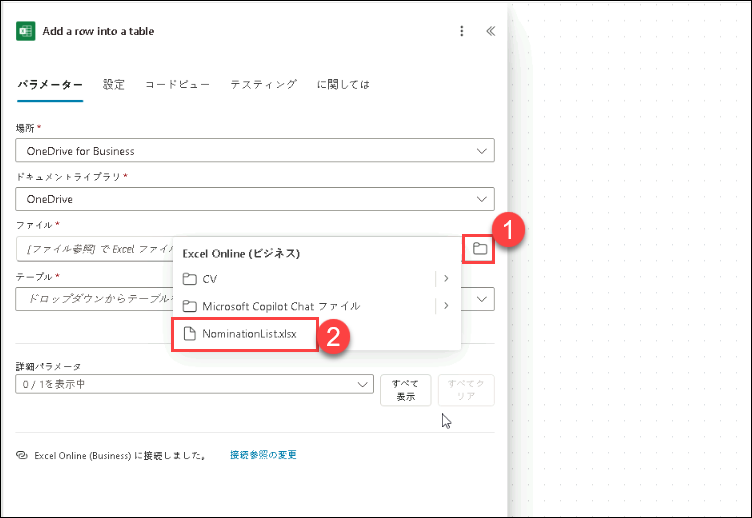 Add a row into a table
パラメーター 設定 コードビュー テスティング に関しては
場所 *
OneDrive for Business
ドキュメントライブラリ *
OneDrive
ファイル *
[ファイル参照] で Excel ファイル
1
Excel Online (ビジネス)
CV
テーブル *
ドロップダウンからテーブル
Microsoft Copilot Chat ファイル
NominationList.xlsx
2
詳細パラメータ
0 / 1を表示中
すべて
表示
すべてク
リア
Excel Online (Business) に接続しました。 接続参照の変更